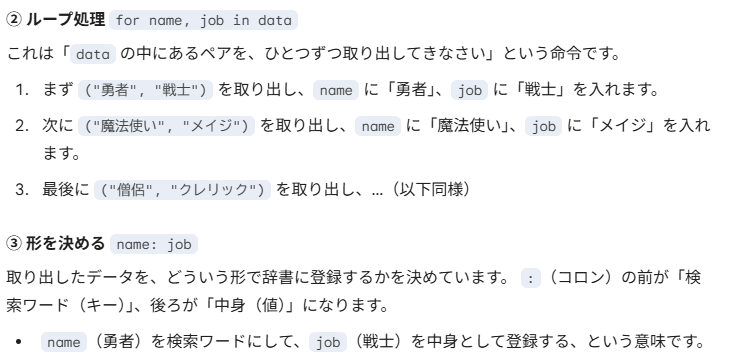 ② ループ処理 for name, job in data
これは「data の中にあるペアを、ひとつずつ取り出してきなさい」という命令です。
1. まず ("勇者", "戦士") を取り出し、name に「勇者」、job に「戦士」を入れます。
2. 次に ("魔法使い", "メイジ") を取り出し、name に「魔法使い」、job に「メイジ」を入れ
ます。
3. 最後に ("僧侶", "クレリック") を取り出し、…（以下同様）
③ 形を決める name: job
取り出したデータを、どういう形で辞書に登録するかを決めています。 : （コロン）の前が「検
索ワード（キー）」、後ろが「中身（値）」になります。
• name（勇者）を検索ワードにして、job（戦士）を中身として登録する、という意味です。